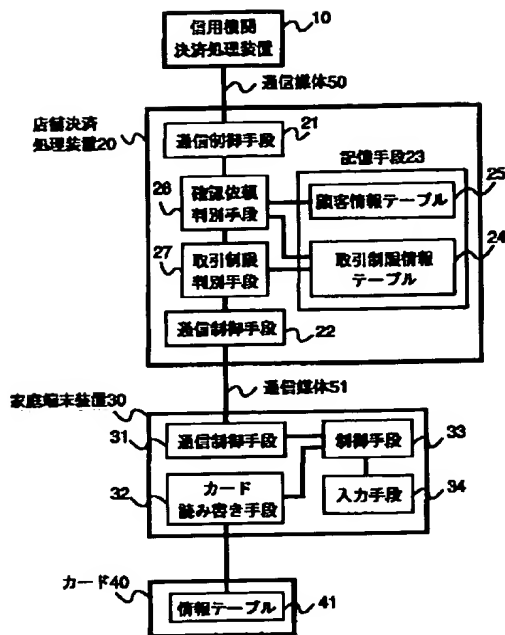 信用機関
決済処理装置
10
通信媒体50
店舗決済
処理装置20
21
通信制御手段
記憶手段23
26
確認依頼
判別手段
25
顧客情報テーブル
27
取引制限
判別手段
24
取引制限情報
テーブル
通信制御手段
22
通信媒体51
家庭端末装置30
31
通信制御手段
制御手段
33
32
カード
読み書き手段
入力手段
34
カード40
情報テーブル
41